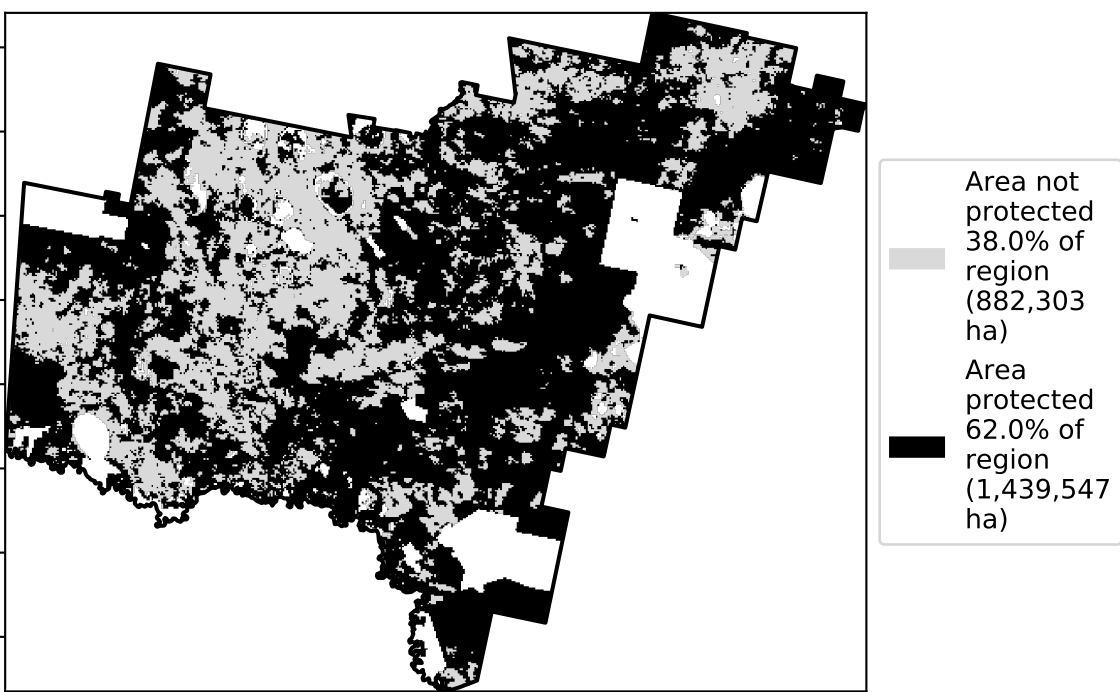 Area not
protected
38.0% of
region
(882,303
ha)
Area
protected
62.0% of
region
(1,439,547
ha)